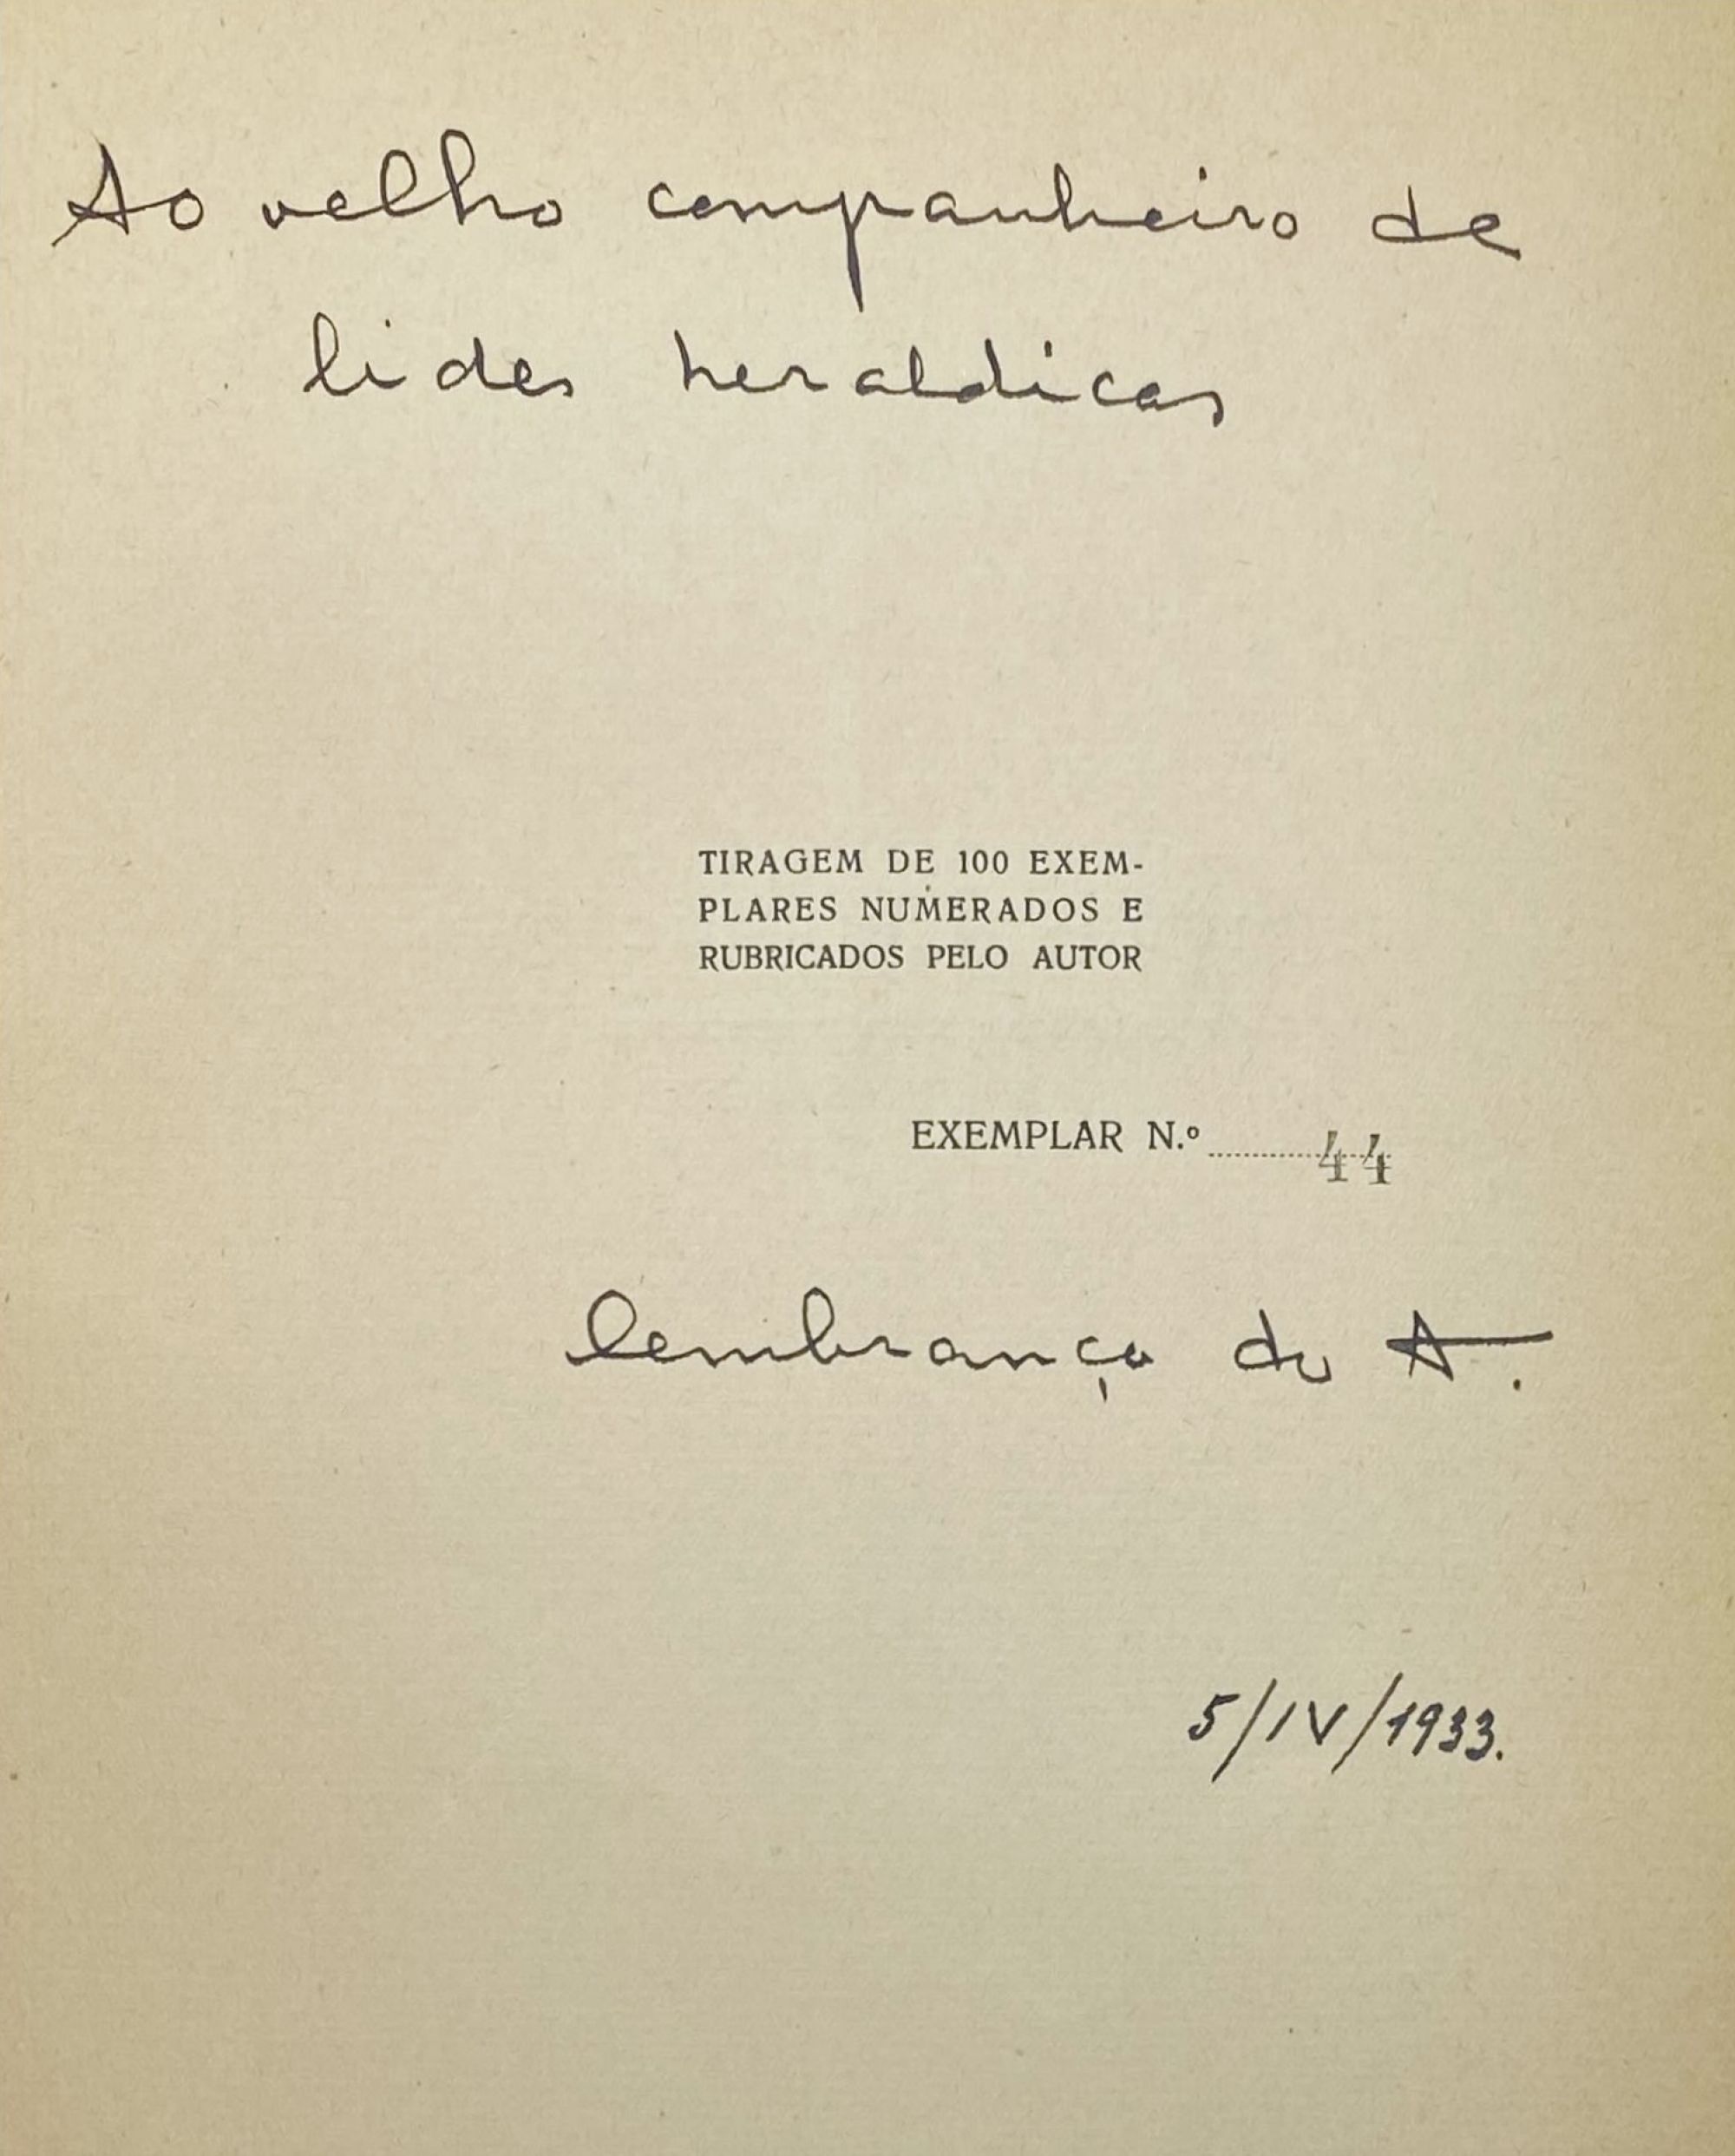 Ao velho companheiro de
lides heraldicas
TIRAGEM DE 100 EXEM-
PLARES NUMERADOS E
RUBRICADOS PELO AUTOR
EXEMPLAR N.º 44
lembrança do A.
5/IV/1933.